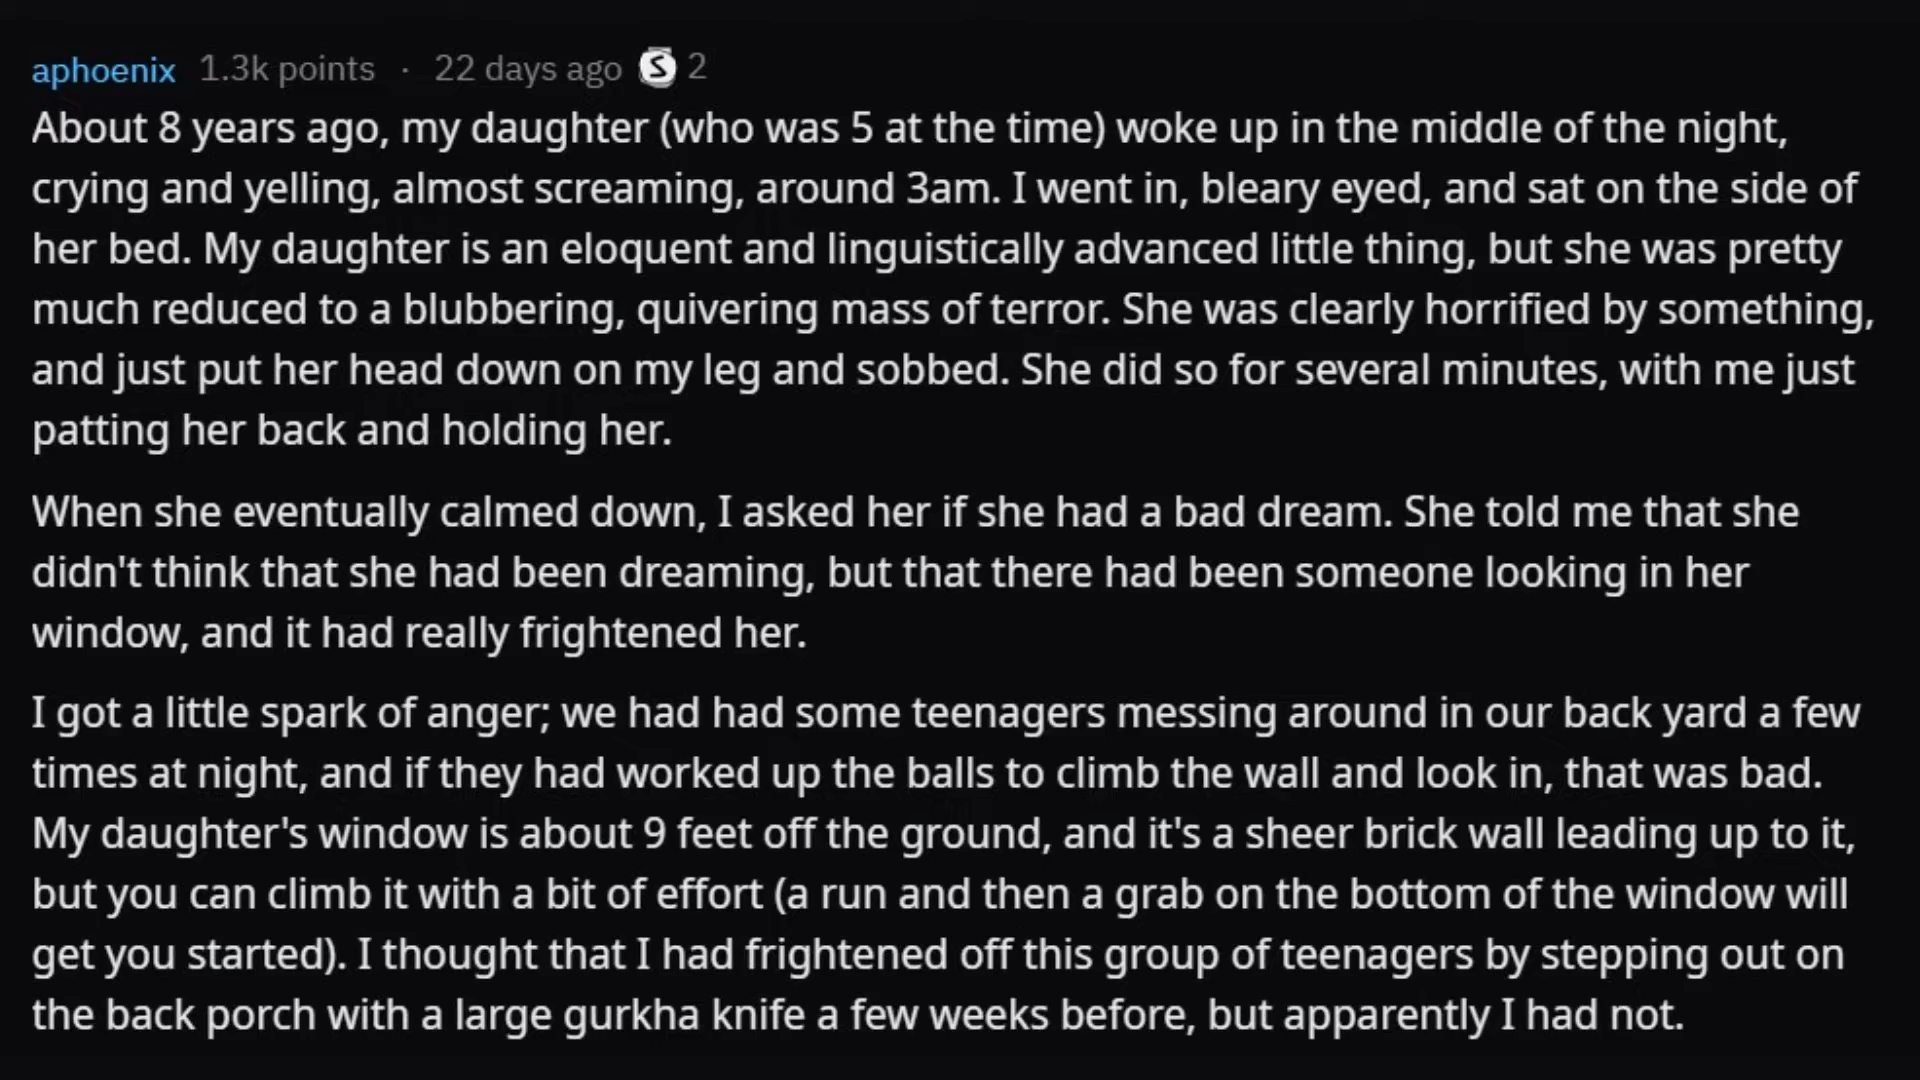 aphoenix 1.3k points · 22 days ago S 2
About 8 years ago, my daughter (who was 5 at the time) woke up in the middle of the night,
crying and yelling, almost screaming, around 3am. I went in, bleary eyed, and sat on the side of
her bed. My daughter is an eloquent and linguistically advanced little thing, but she was pretty
much reduced to a blubbering, quivering mass of terror. She was clearly horrified by something,
and just put her head down on my leg and sobbed. She did so for several minutes, with me just
patting her back and holding her.
When she eventually calmed down, I asked her if she had a bad dream. She told me that she
didn't think that she had been dreaming, but that there had been someone looking in her
window, and it had really frightened her.
I got a little spark of anger; we had had some teenagers messing around in our back yard a few
times at night, and if they had worked up the balls to climb the wall and look in, that was bad.
My daughter's window is about 9 feet off the ground, and it's a sheer brick wall leading up to it,
but you can climb it with a bit of effort (a run and then a grab on the bottom of the window will
get you started). I thought that I had frightened off this group of teenagers by stepping out on
the back porch with a large gurkha knife a few weeks before, but apparently I had not.